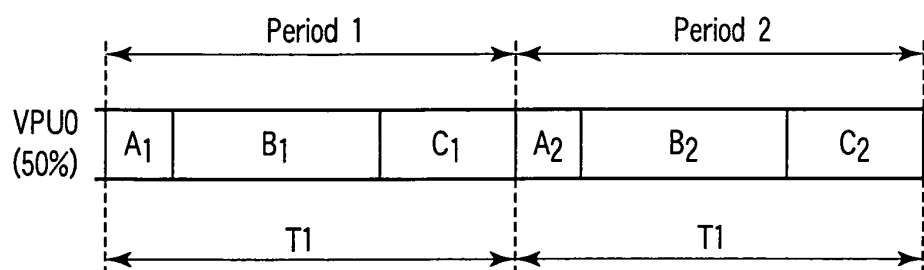 Period 1 Period 2
VPU0
(50%)
A1 B1 C1 A2 B2 C2
T1 T1